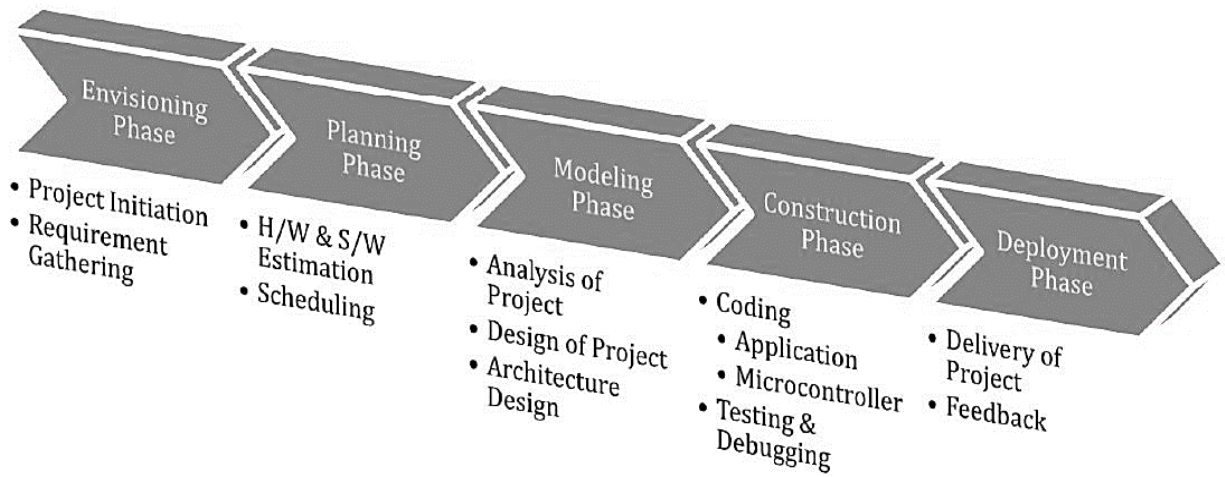 Envisioning
Phase
• Project Initiation
• Requirement
Gathering
Planning
Phase
• H/W & S/W
Estimation
• Scheduling
Modeling
Phase
• Analysis of
Project
• Design of Project
• Architecture
Design
Construction
Phase
• Coding
• Application
• Microcontroller
• Testing &
Debugging
Deployment
Phase
• Delivery of
Project
• Feedback